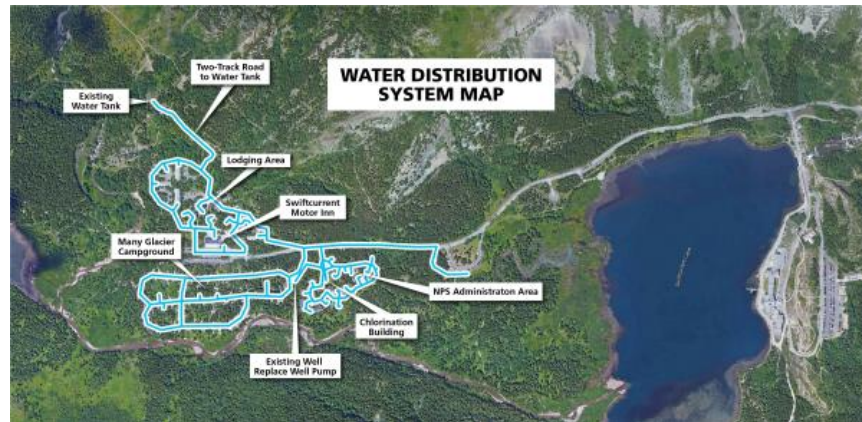 WATER DISTRIBUTION
SYSTEM MAP
Two-Track Road
to Water Tank
Existing
Water Tank
Lodging Area
Swiftcurrent
Motor Inn
Many Glacier
Campground
NPS Administraton Area
Chlorination
Building
Existing Well
Replace Well Pump